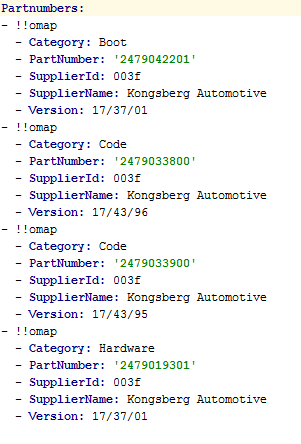 Partnumbers:
- !!omap
- Category: Boot
- PartNumber: '2479042201'
- SupplierId: 003f
- SupplierName: Kongsberg Automotive
- Version: 17/37/01
- !!omap
- Category: Code
- PartNumber: '2479033800'
- SupplierId: 003f
- SupplierName: Kongsberg Automotive
- Version: 17/43/96
- !!omap
- Category: Code
- PartNumber: '2479033900'
- SupplierId: 003f
- SupplierName: Kongsberg Automotive
- Version: 17/43/95
- !!omap
- Category: Hardware
- PartNumber: '2479019301'
- SupplierId: 003f
- SupplierName: Kongsberg Automotive
- Version: 17/37/01